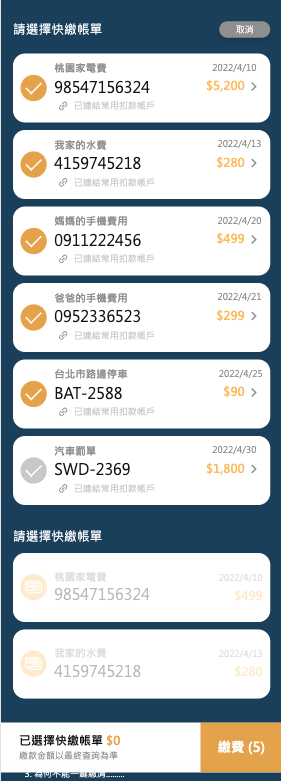 請選擇快繳帳單
取消
桃園家電費 2022/4/10
98547156324 $5,200
已連結常用扣款帳戶
我家的水費 2022/4/13
4159745218 $280
已連結常用扣款帳戶
媽媽的手機費用 2022/4/20
0911222456 $499
已連結常用扣款帳戶
爸爸的手機費用 2022/4/21
0952336523 $299
已連結常用扣款帳戶
台北市路邊停車 2022/4/25
BAT-2588 $90
已連結常用扣款帳戶
汽車罰單 2022/4/30
SWD-2369 $1,800
已連結常用扣款帳戶
請選擇快繳帳單
桃園家電費 2022/4/10
98547156324 $499
我家的水費 2022/4/13
4159745218 $280
已選擇快繳帳單 $0
繳款金額以最終查詢為準
繳費 (5)
3. 為何不能一鍵繳清.........